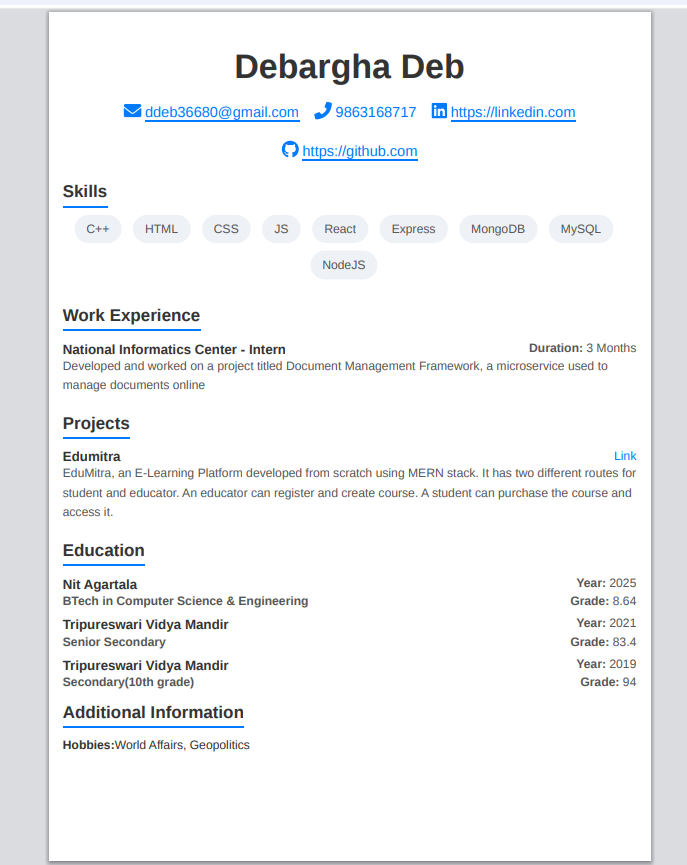 Debargha Deb
ddeb36680@gmail.com 9863168717 https://linkedin.com
https://github.com
Skills
C++ HTML CSS JS React Express MongoDB MySQL
NodeJS
Work Experience
National Informatics Center - Intern Duration: 3 Months
Developed and worked on a project titled Document Management Framework, a microservice used to
manage documents online
Projects
Edumitra Link
EduMitra, an E-Learning Platform developed from scratch using MERN stack. It has two different routes for
student and educator. An educator can register and create course. A student can purchase the course and
access it.
Education
Nit Agartala Year: 2025
BTech in Computer Science & Engineering Grade: 8.64
Tripureswari Vidya Mandir Year: 2021
Senior Secondary Grade: 83.4
Tripureswari Vidya Mandir Year: 2019
Secondary(10th grade) Grade: 94
Additional Information
Hobbies:World Affairs, Geopolitics